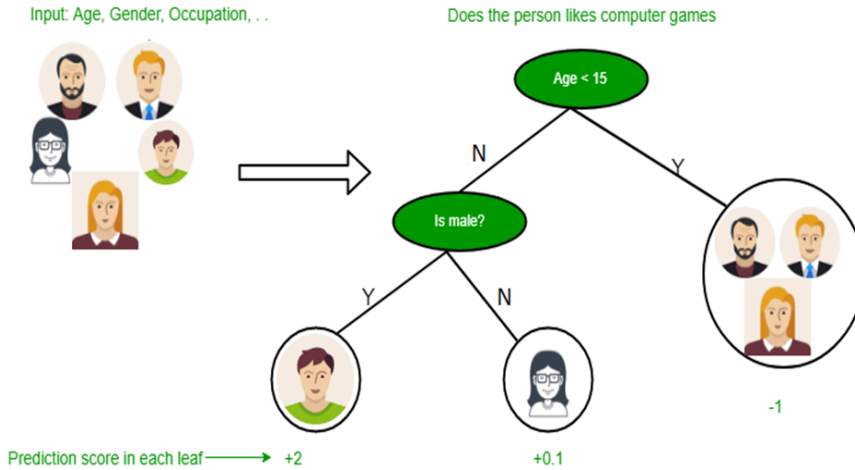 Input: Age, Gender, Occupation, . .
Does the person likes computer games
Age < 15
N
Y
Is male?
Y
N
-1
Prediction score in each leaf
+2
+0.1